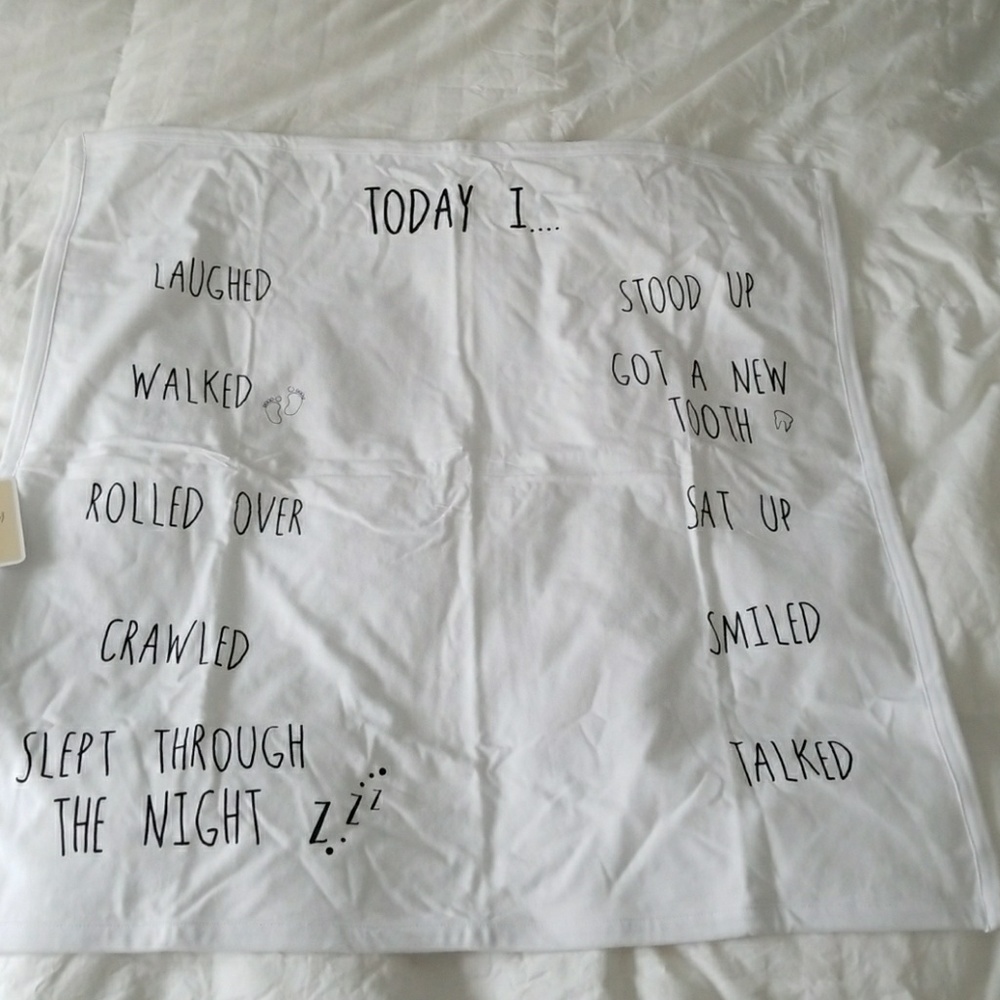 TODAY I....
LAUGHED
WALKED
ROLLED OVER
CRAWLED
SLEPT THROUGH
THE NIGHT zzz
STOOD UP
GOT A NEW
TOOTH
SAT UP
SMILED
TALKED